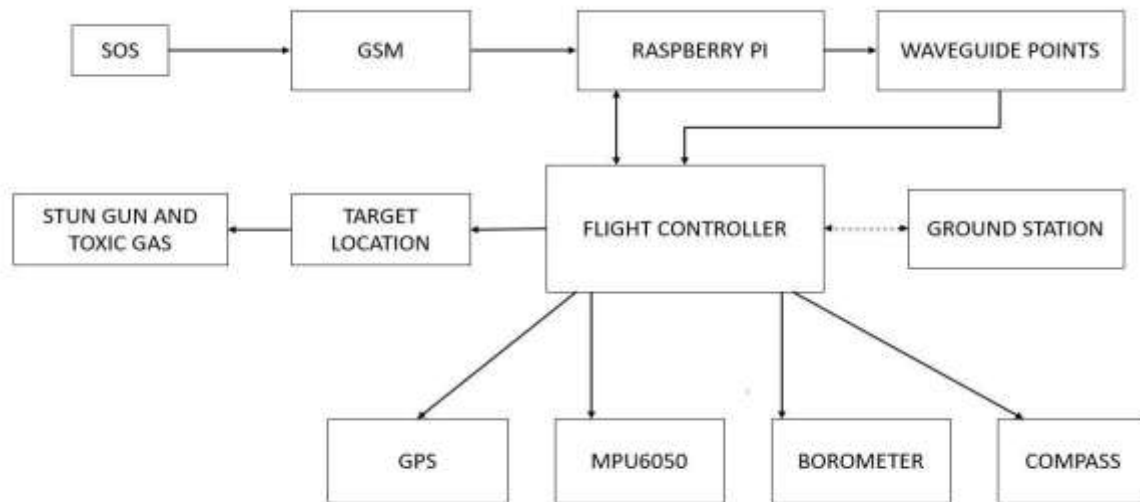 SOS
GSM
RASPBERRY PI
WAVEGUIDE POINTS
STUN GUN AND
TOXIC GAS
TARGET
LOCATION
FLIGHT CONTROLLER
GROUND STATION
GPS
MPU6050
BOROMETER
COMPASS